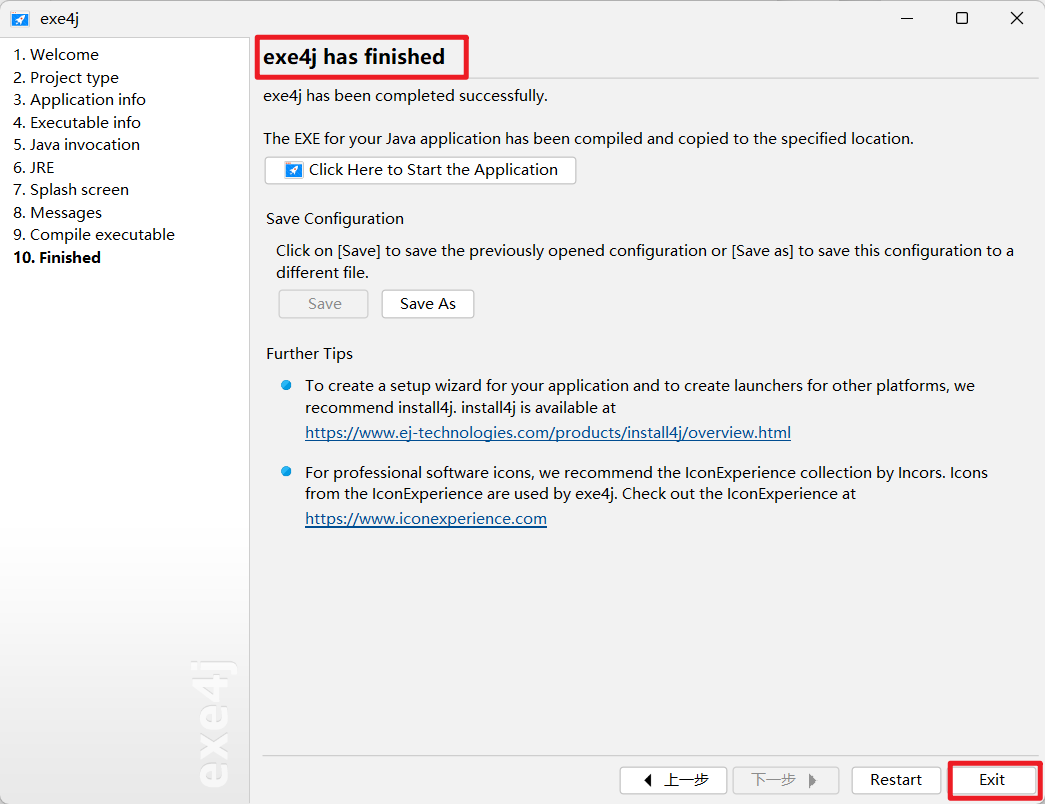 exe4j
1. Welcome
2. Project type
3. Application info
4. Executable info
5. Java invocation
6. JRE
7. Splash screen
8. Messages
9. Compile executable
10. Finished
exe4j
exe4j has finished
exe4j has been completed successfully.
The EXE for your Java application has been compiled and copied to the specified location.
Click Here to Start the Application
Save Configuration
Click on [Save] to save the previously opened configuration or [Save as] to save this configuration to a
different file.
Save Save As
Further Tips
To create a setup wizard for your application and to create launchers for other platforms, we
recommend install4j. install4j is available at
https://www.ej-technologies.com/products/install4j/overview.html
For professional software icons, we recommend the IconExperience collection by Incors. Icons
from the IconExperience are used by exe4j. Check out the IconExperience at
https://www.iconexperience.com
上一步 下一步 Restart Exit